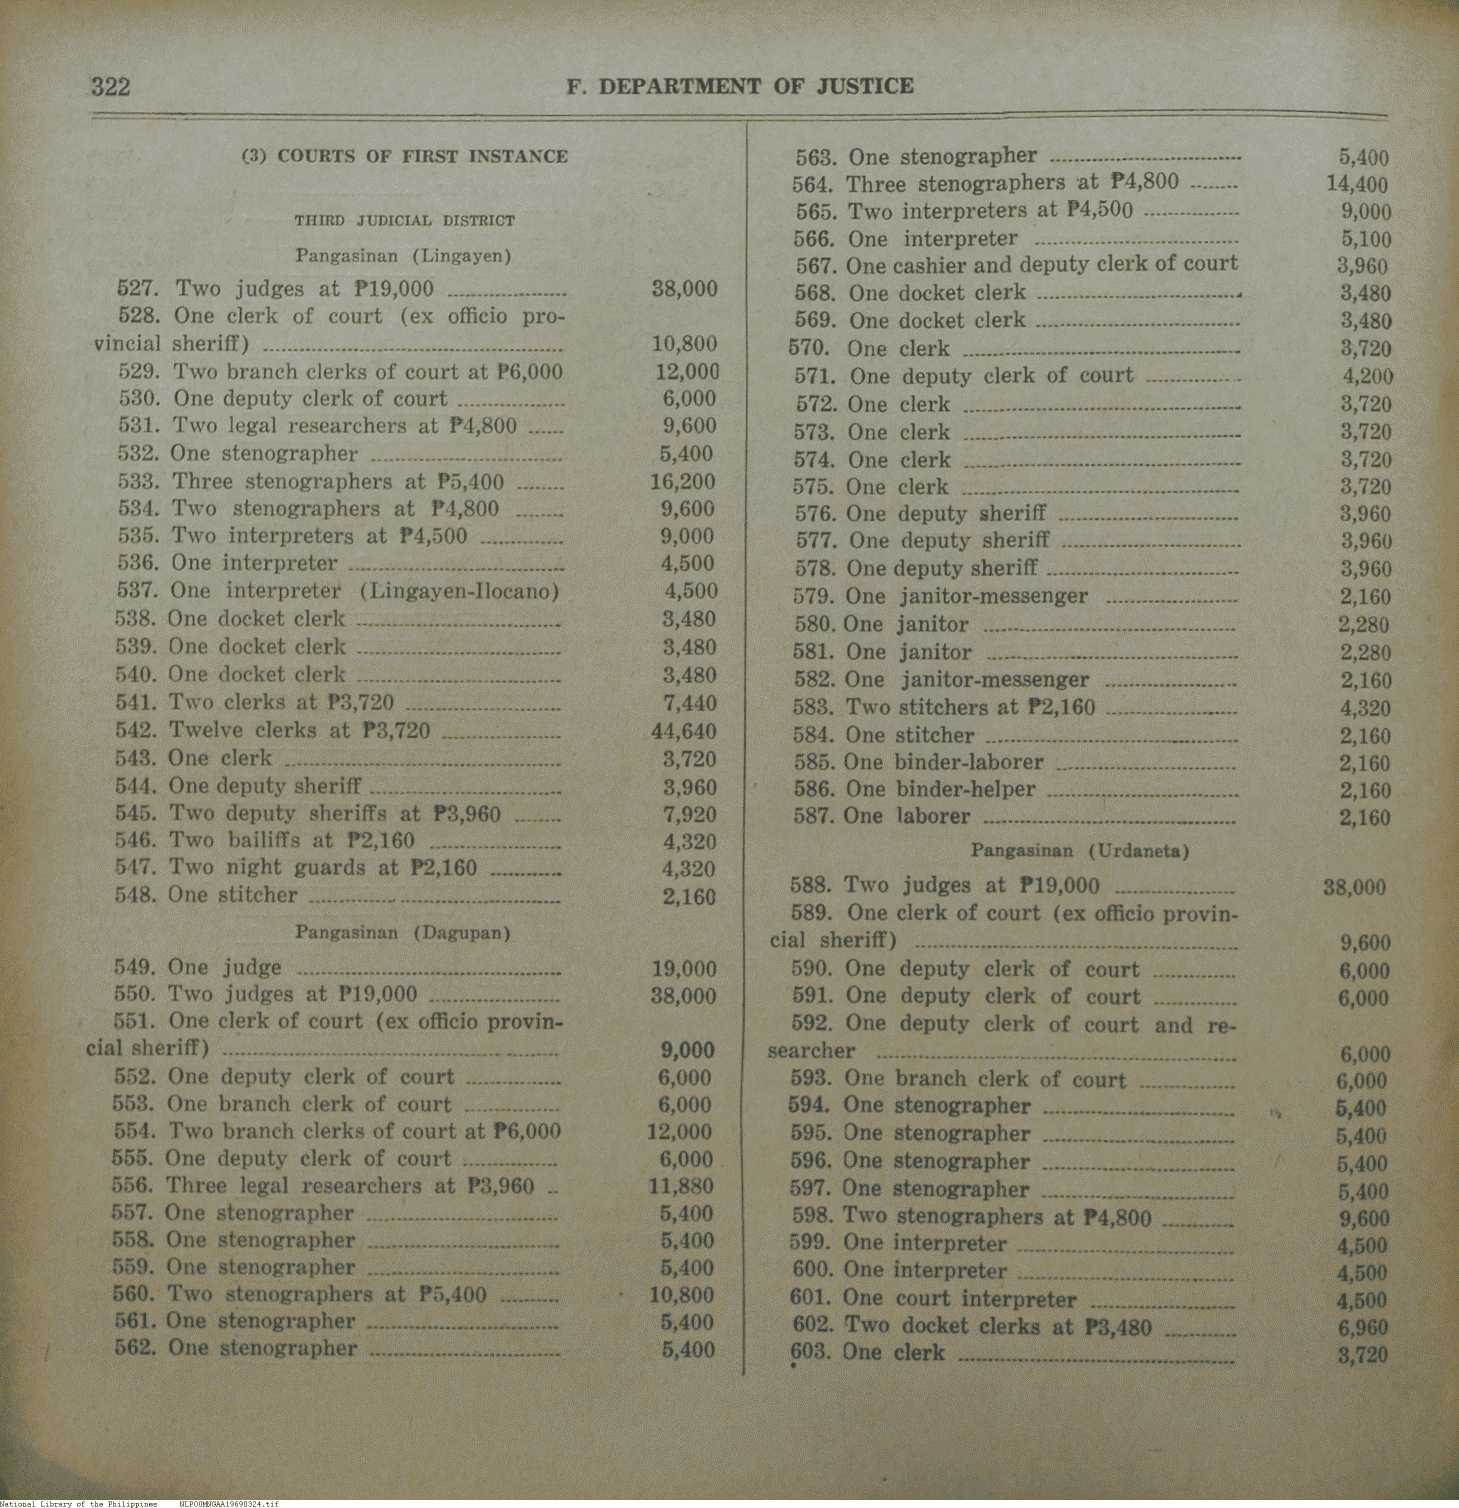 322
F. DEPARTMENT OF JUSTICE
(3) COURTS OF FIRST INSTANCE
THIRD JUDICIAL DISTRICT
Pangasinan (Lingayen)
527. Two judges at ₱19,000 .................... 38,000
528. One clerk of court (ex officio pro-
vincial sheriff) .................... 10,800
529. Two branch clerks of court at ₱6,000 12,000
530. One deputy clerk of court .................... 6,000
531. Two legal researchers at ₱4,800 ...... 9,600
532. One stenographer .................... 5,400
533. Three stenographers at ₱5,400 ........ 16,200
534. Two stenographers at ₱4,800 ........ 9,600
535. Two interpreters at ₱4,500 .............. 9,000
536. One interpreter .................... 4,500
537. One interpreter (Lingayen-Ilocano) 4,500
538. One docket clerk .................... 3,480
539. One docket clerk .................... 3,480
540. One docket clerk .................... 3,480
541. Two clerks at ₱3,720 .................... 7,440
542. Twelve clerks at ₱3,720 .................... 44,640
543. One clerk .................... 3,720
544. One deputy sheriff .................... 3,960
545. Two deputy sheriffs at ₱3,960 ........ 7,920
546. Two bailiffs at ₱2,160 .................... 4,320
547. Two night guards at ₱2,160 ............ 4,320
548. One stitcher .................... 2,160
Pangasinan (Dagupan)
549. One judge .................... 19,000
550. Two judges at ₱19,000 .................... 38,000
551. One clerk of court (ex officio provin-
cial sheriff) .................... 9,000
552. One deputy clerk of court ................ 6,000
553. One branch clerk of court ................ 6,000
554. Two branch clerks of court at ₱6,000 12,000
555. One deputy clerk of court ................ 6,000
556. Three legal researchers at ₱3,960 .. 11,880
557. One stenographer .................... 5,400
558. One stenographer .................... 5,400
559. One stenographer .................... 5,400
560. Two stenographers at ₱5,400 .......... 10,800
561. One stenographer .................... 5,400
562. One stenographer .................... 5,400
563. One stenographer .................... 5,400
564. Three stenographers at ₱4,800 ........ 14,400
565. Two interpreters at ₱4,500 ................ 9,000
566. One interpreter .................... 5,100
567. One cashier and deputy clerk of court 3,960
568. One docket clerk .................... 3,480
569. One docket clerk .................... 3,480
570. One clerk .................... 3,720
571. One deputy clerk of court ................ 4,200
572. One clerk .................... 3,720
573. One clerk .................... 3,720
574. One clerk .................... 3,720
575. One clerk .................... 3,720
576. One deputy sheriff .................... 3,960
577. One deputy sheriff .................... 3,960
578. One deputy sheriff .................... 3,960
579. One janitor-messenger .................... 2,160
580. One janitor .................... 2,280
581. One janitor .................... 2,280
582. One janitor-messenger .................... 2,160
583. Two stitchers at ₱2,160 .................... 4,320
584. One stitcher .................... 2,160
585. One binder-laborer .................... 2,160
586. One binder-helper .................... 2,160
587. One laborer .................... 2,160
Pangasinan (Urdaneta)
588. Two judges at ₱19,000 .................... 38,000
589. One clerk of court (ex officio provin-
cial sheriff) .................... 9,600
590. One deputy clerk of court .............. 6,000
591. One deputy clerk of court .............. 6,000
592. One deputy clerk of court and re-
searcher .................... 6,000
593. One branch clerk of court ................ 6,000
594. One stenographer .................... 5,400
595. One stenographer .................... 5,400
596. One stenographer .................... 5,400
597. One stenographer .................... 5,400
598. Two stenographers at ₱4,800 ............ 9,600
599. One interpreter .................... 4,500
600. One interpreter .................... 4,500
601. One court interpreter .................... 4,500
602. Two docket clerks at ₱3,480 ............ 6,960
603. One clerk .................... 3,720
National Library of the Philippines NLPO0MNGAA19690324.tif